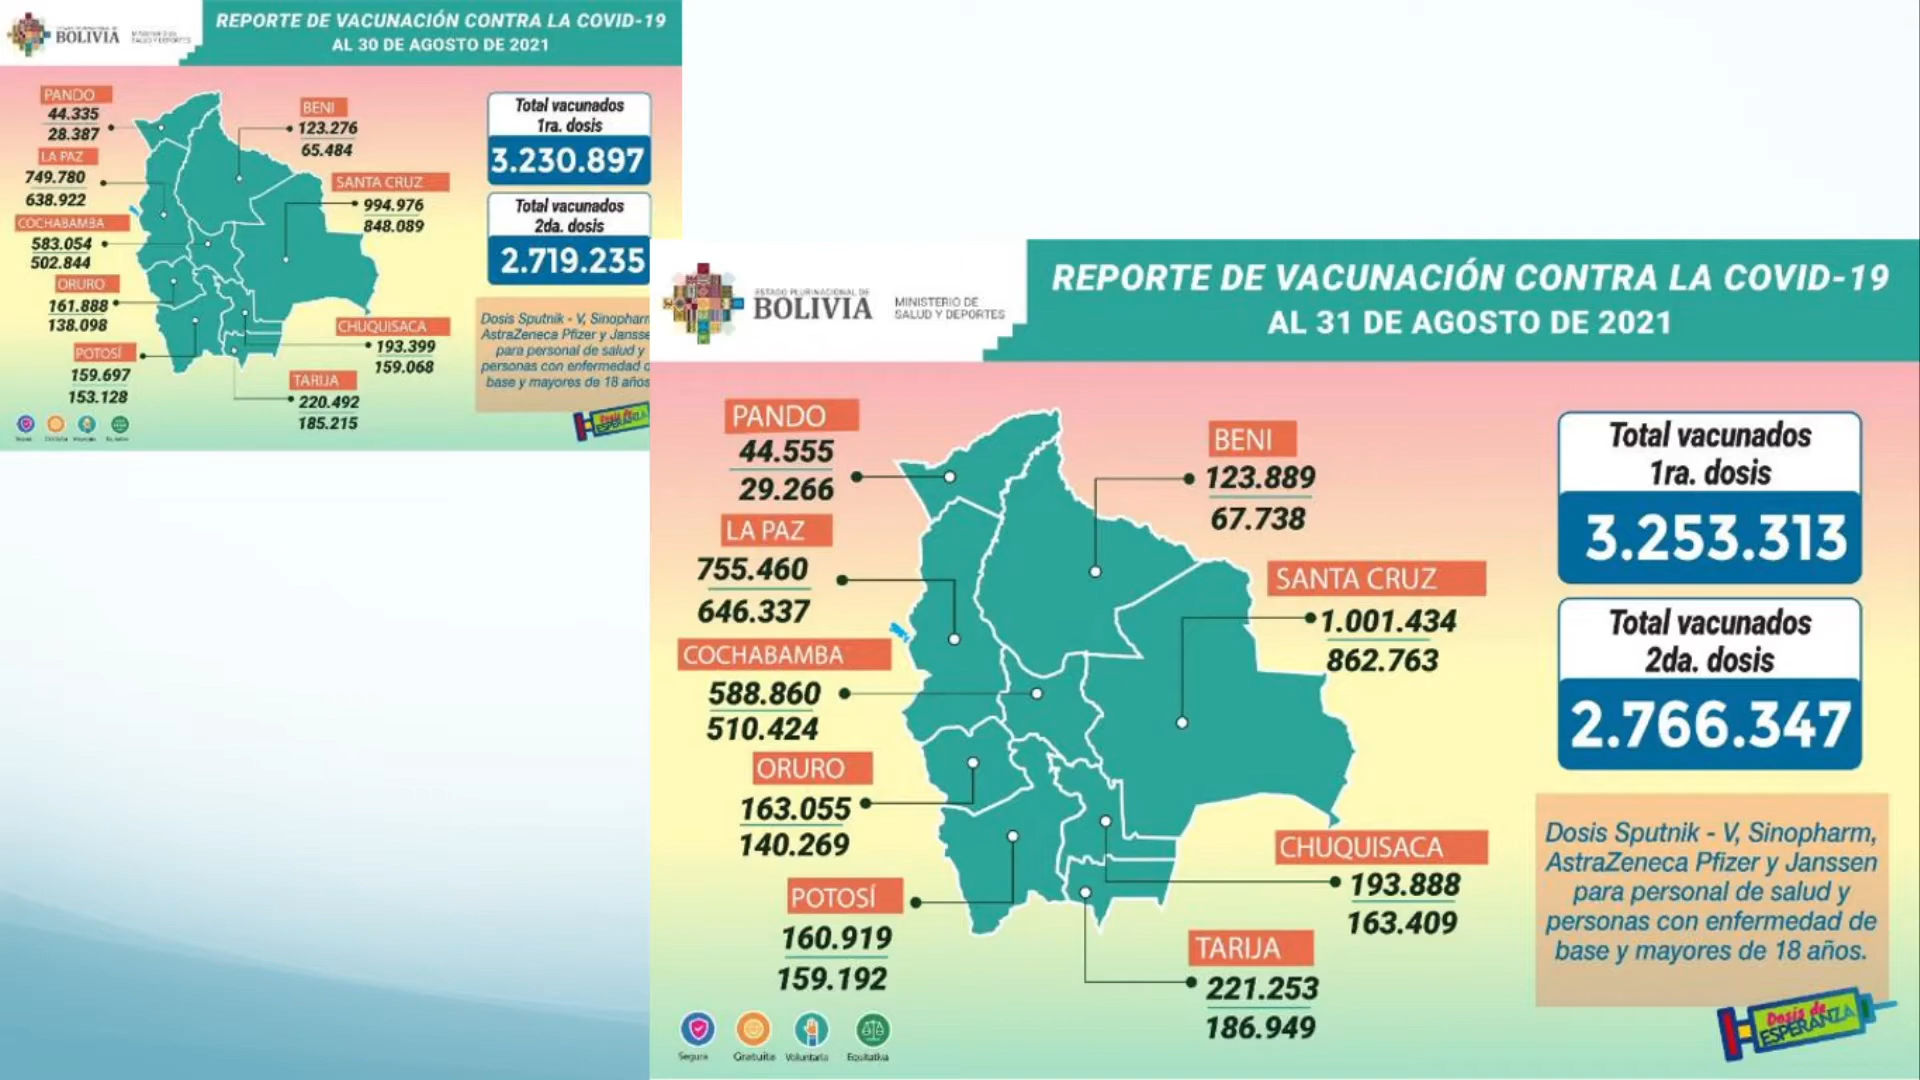 REPORTE DE VACUNACIÓN CONTRA LA COVID-19
AL 30 DE AGOSTO DE 2021
BOLIVIA
MINISTERIO DE
SALUD Y DEPORTES
PANDO
44.335
28.387
LA PAZ
749.780
638.922
COCHABAMBA
583.054
502.844
ORURO
161.888
138.098
POTOSÍ
159.697
153.128
BENI
123.276
65.484
SANTA CRUZ
994.976
848.089
CHUQUISACA
193.399
159.068
TARIJA
220.492
185.215
Total vacunados
1ra. dosis
3.230.897
Total vacunados
2da. dosis
2.719.235
Dosis Sputnik - V, Sinopharm
AstraZeneca Pfizer y Jansse
para personal de salud y
personas con enfermedad d
base y mayores de 18 años
Dosis de
ESPERANZA
ESTADO PLURINACIONAL DE
BOLIVIA
MINISTERIO DE
SALUD Y DEPORTES
REPORTE DE VACUNACIÓN CONTRA LA COVID-19
AL 31 DE AGOSTO DE 2021
PANDO
44.555
29.266
LA PAZ
755.460
646.337
COCHABAMBA
588.860
510.424
ORURO
163.055
140.269
POTOSÍ
160.919
159.192
BENI
123.889
67.738
SANTA CRUZ
1.001.434
862.763
CHUQUISACA
193.888
163.409
TARIJA
221.253
186.949
Total vacunados
1ra. dosis
3.253.313
Total vacunados
2da. dosis
2.766.347
Dosis Sputnik - V, Sinopharm,
AstraZeneca Pfizer y Janssen
para personal de salud y
personas con enfermedad de
base y mayores de 18 años.
Dosis de
ESPERANZA
Segura Gratuita Voluntaria Equitativa